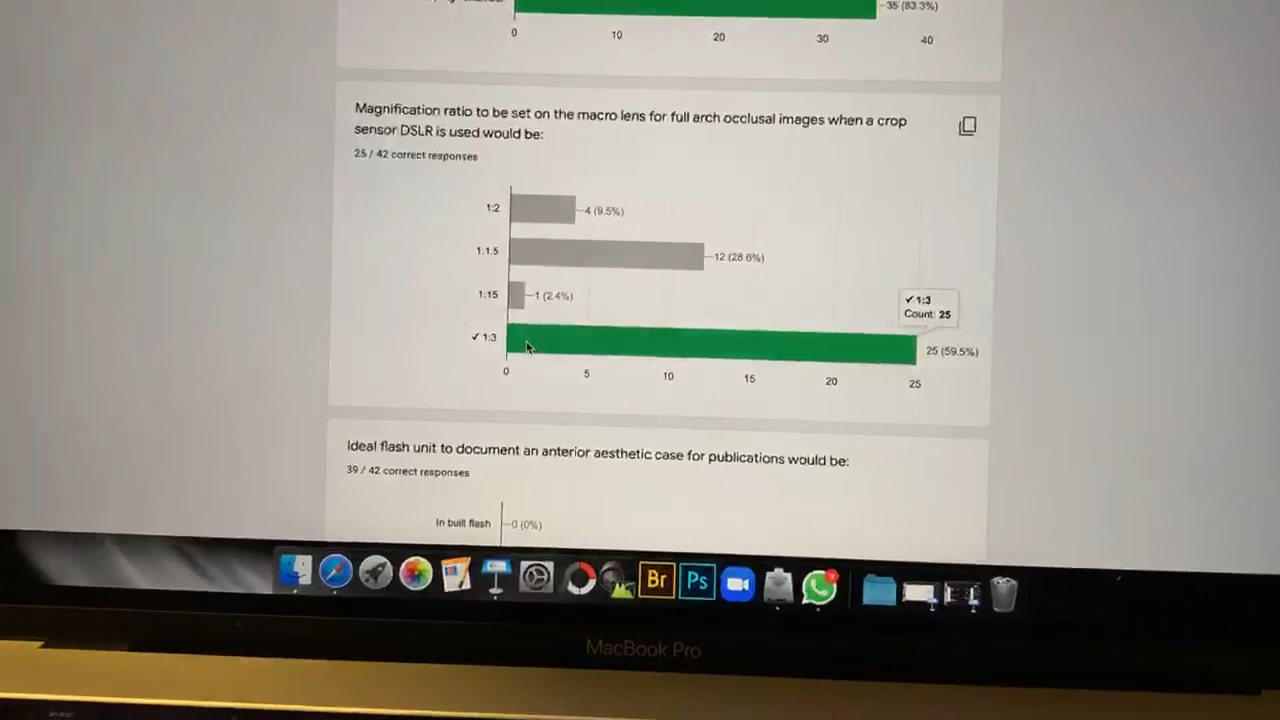 35 (83.3%)
0 10 20 30 40
Magnification ratio to be set on the macro lens for full arch occlusal images when a crop
sensor DSLR is used would be:
25 / 42 correct responses
1:2 4 (9.5%)
1:1.5 12 (28.6%)
1:15 1 (2.4%)
✓ 1:3
Count: 25
✓ 1:3 25 (59.5%)
0 5 10 15 20 25
Ideal flash unit to document an anterior aesthetic case for publications would be:
39 / 42 correct responses
In built flash 0 (0%)
Br Ps
MacBook Pro